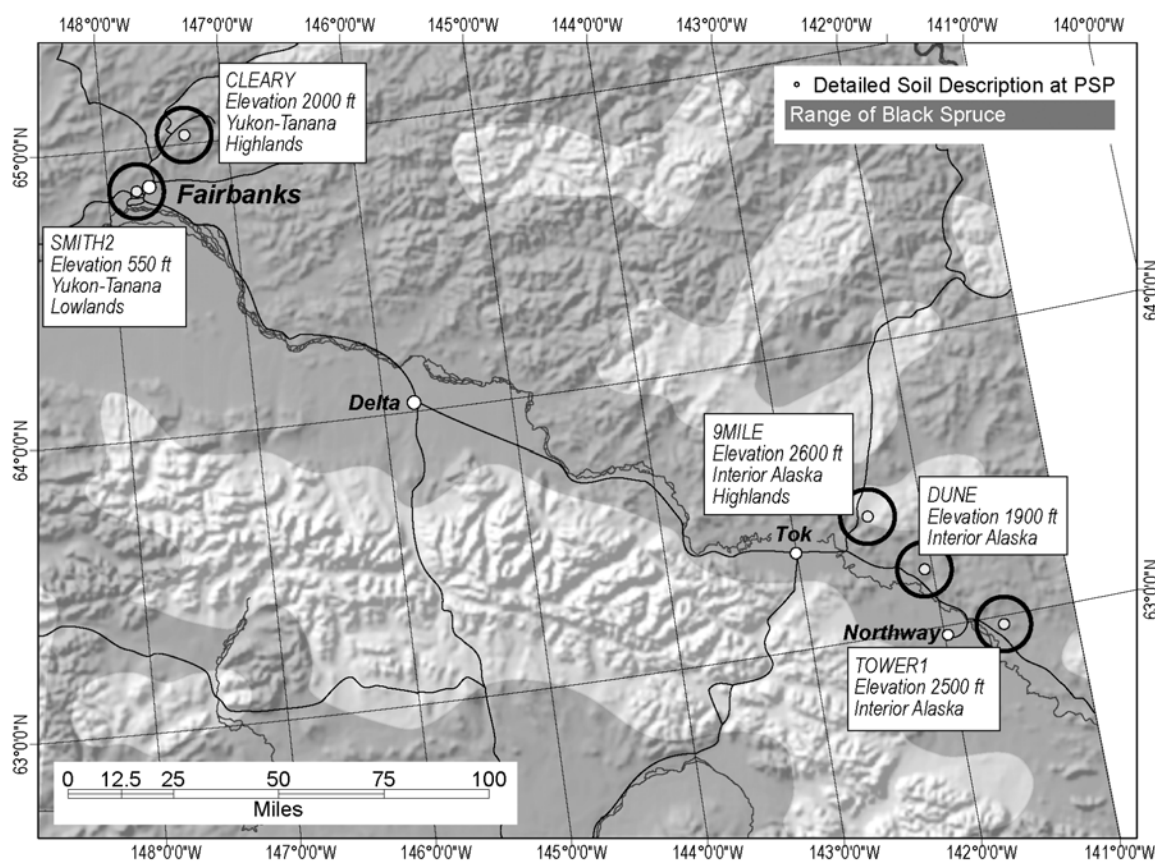 148°0'0"W 147°0'0"W 146°0'0"W 145°0'0"W 144°0'0"W 143°0'0"W 142°0'0"W 141°0'0"W 140°0'0"W
CLEARY
Elevation 2000 ft
Yukon-Tanana
Highlands
Detailed Soil Description at PSP
Range of Black Spruce
65°0'0"N
Fairbanks
SMITH2
Elevation 550 ft
Yukon-Tanana
Lowlands
64°0'0"N
Delta
64°0'0"N
9MILE
Elevation 2600 ft
Interior Alaska
Highlands
DUNE
Elevation 1900 ft
Interior Alaska
Tok
63°0'0"N
Northway
TOWER1
Elevation 2500 ft
Interior Alaska
63°0'0"N
0 12.5 25 50 75 100
Miles
148°0'0"W 147°0'0"W 146°0'0"W 145°0'0"W 144°0'0"W 143°0'0"W 142°0'0"W 141°0'0"W